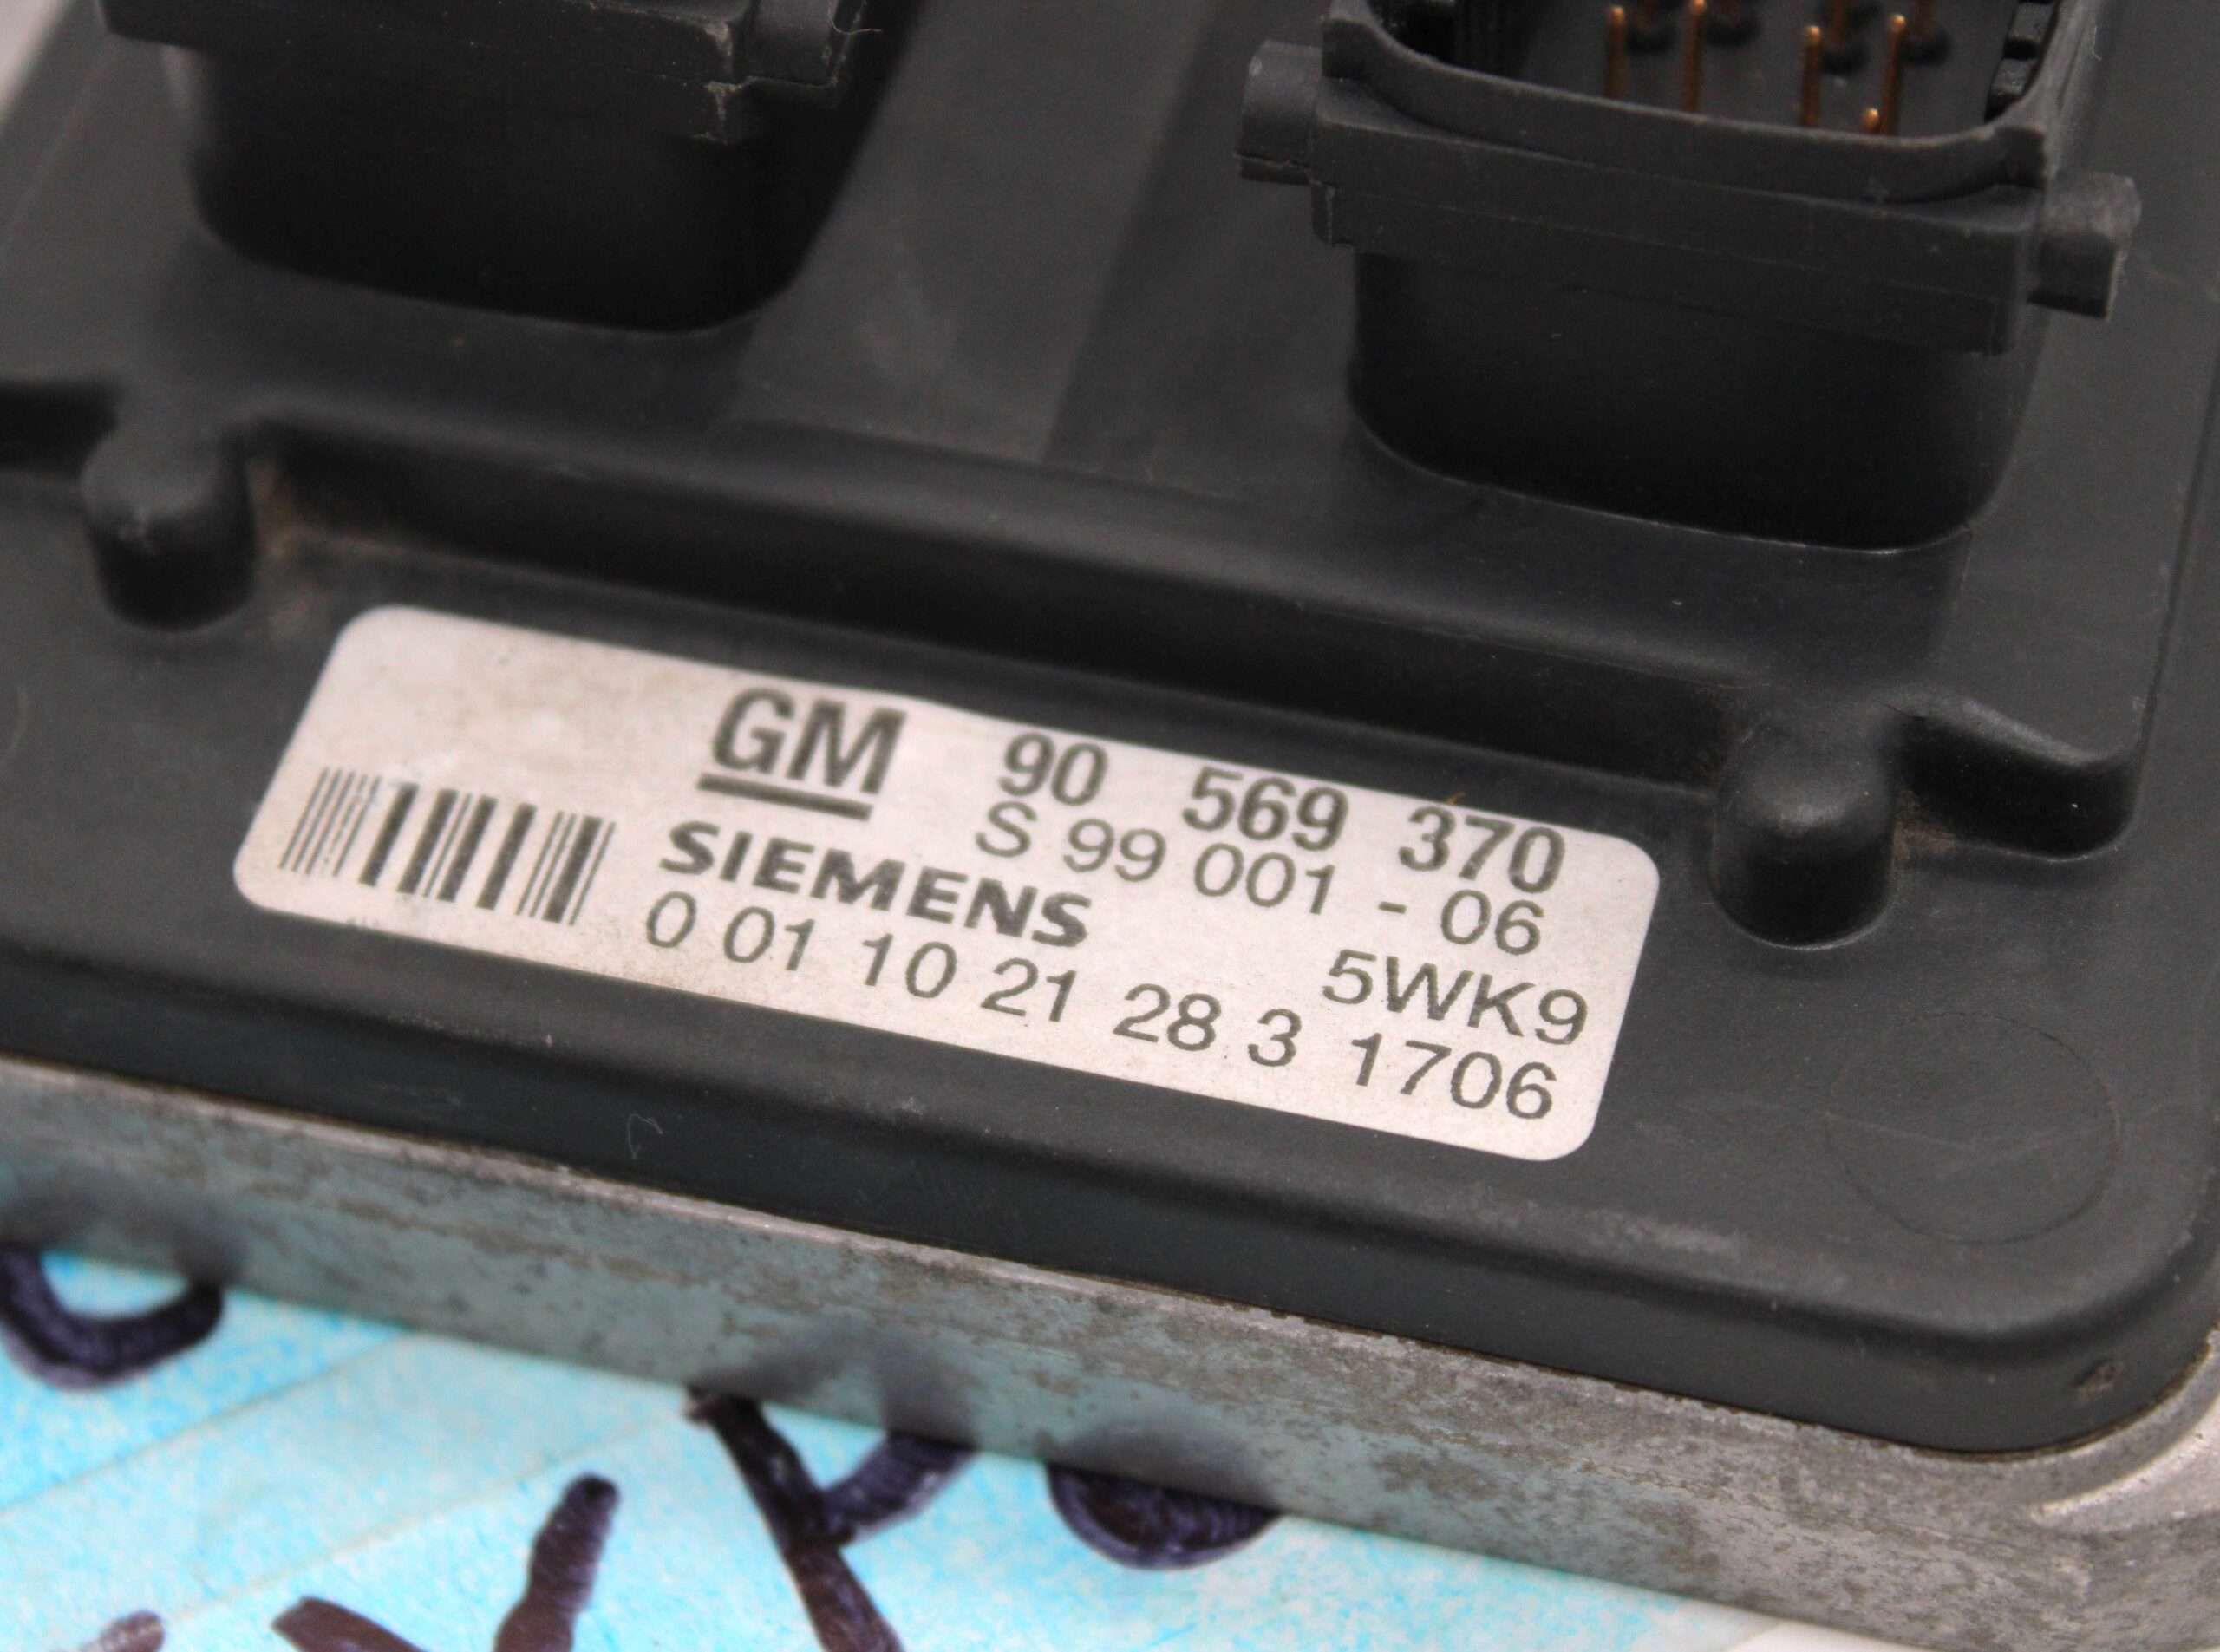 GM 90 569 370
S 99 001 - 06
SIEMENS 5WK9
0 01 10 21 28 3 1706